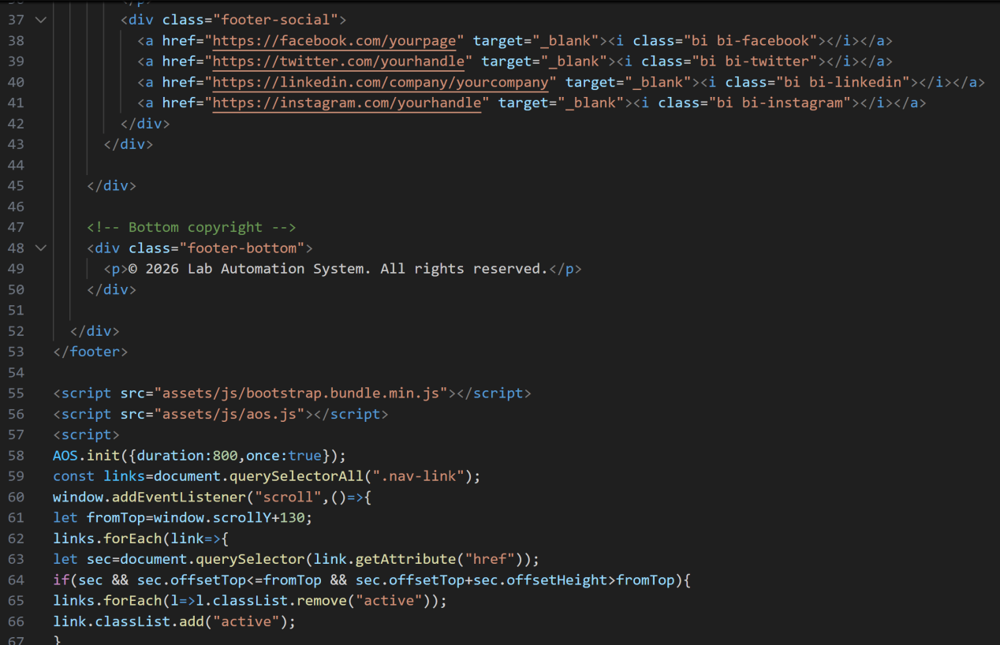 36 </p>
37 <div class="footer-social">
38 <a href="https://facebook.com/yourpage" target="_blank"><i class="bi bi-facebook"></i></a>
39 <a href="https://twitter.com/yourhandle" target="_blank"><i class="bi bi-twitter"></i></a>
40 <a href="https://linkedin.com/company/yourcompany" target="_blank"><i class="bi bi-linkedin"></i></a>
41 <a href="https://instagram.com/yourhandle" target="_blank"><i class="bi bi-instagram"></i></a>
42 </div>
43 </div>
44
45 </div>
46
47 <!-- Bottom copyright -->
48 <div class="footer-bottom">
49 <p>© 2026 Lab Automation System. All rights reserved.</p>
50 </div>
51
52 </div>
53 </footer>
54
55 <script src="assets/js/bootstrap.bundle.min.js"></script>
56 <script src="assets/js/aos.js"></script>
57 <script>
58 AOS.init({duration:800,once:true});
59 const links=document.querySelectorAll(".nav-link");
60 window.addEventListener("scroll",()=>{
61 let fromTop=window.scrollY+130;
62 links.forEach(link=>{
63 let sec=document.querySelector(link.getAttribute("href"));
64 if(sec && sec.offsetTop<=fromTop && sec.offsetTop+sec.offsetHeight>fromTop){
65 links.forEach(l=>l.classList.remove("active"));
66 link.classList.add("active");
67 }